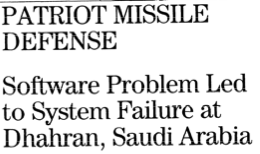 PATRIOT MISSILE
DEFENSE
Software Problem Led
to System Failure at
Dhahran, Saudi Arabia